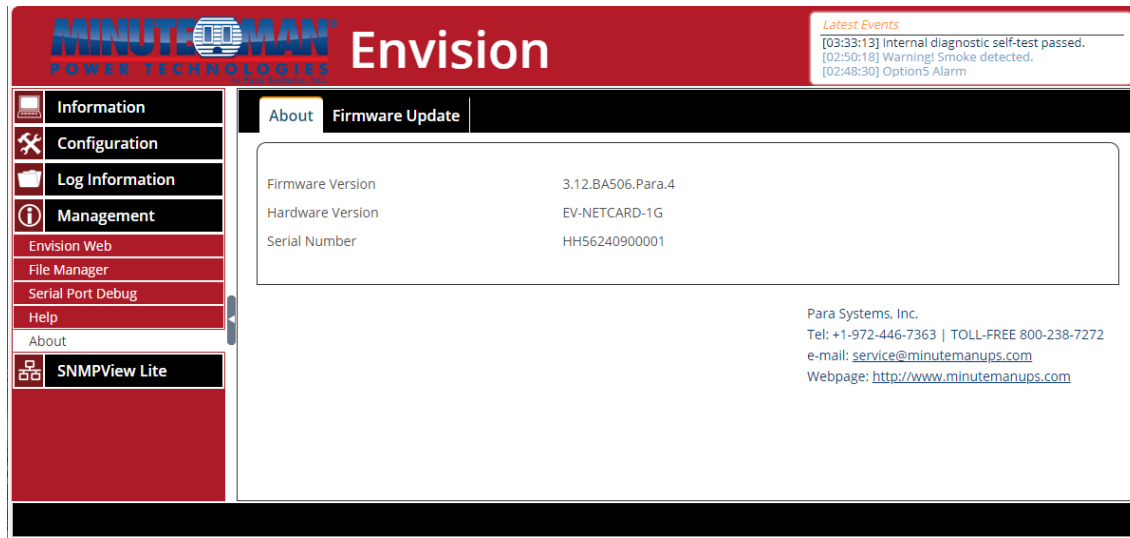 MINUTEMAN®
POWER TECHNOLOGIES
by Para Systems, Inc.
Envision
Latest Events
[03:33:13] Internal diagnostic self-test passed.
[02:50:18] Warning! Smoke detected.
[02:48:30] Option5 Alarm
Information
Configuration
Log Information
Management
Envision Web
File Manager
Serial Port Debug
Help
About
SNMPView Lite
About Firmware Update
Firmware Version 3.12.BA506.Para.4
Hardware Version EV-NETCARD-1G
Serial Number HH56240900001
Para Systems, Inc.
Tel: +1-972-446-7363 | TOLL-FREE 800-238-7272
e-mail: service@minutemanups.com
Webpage: http://www.minutemanups.com